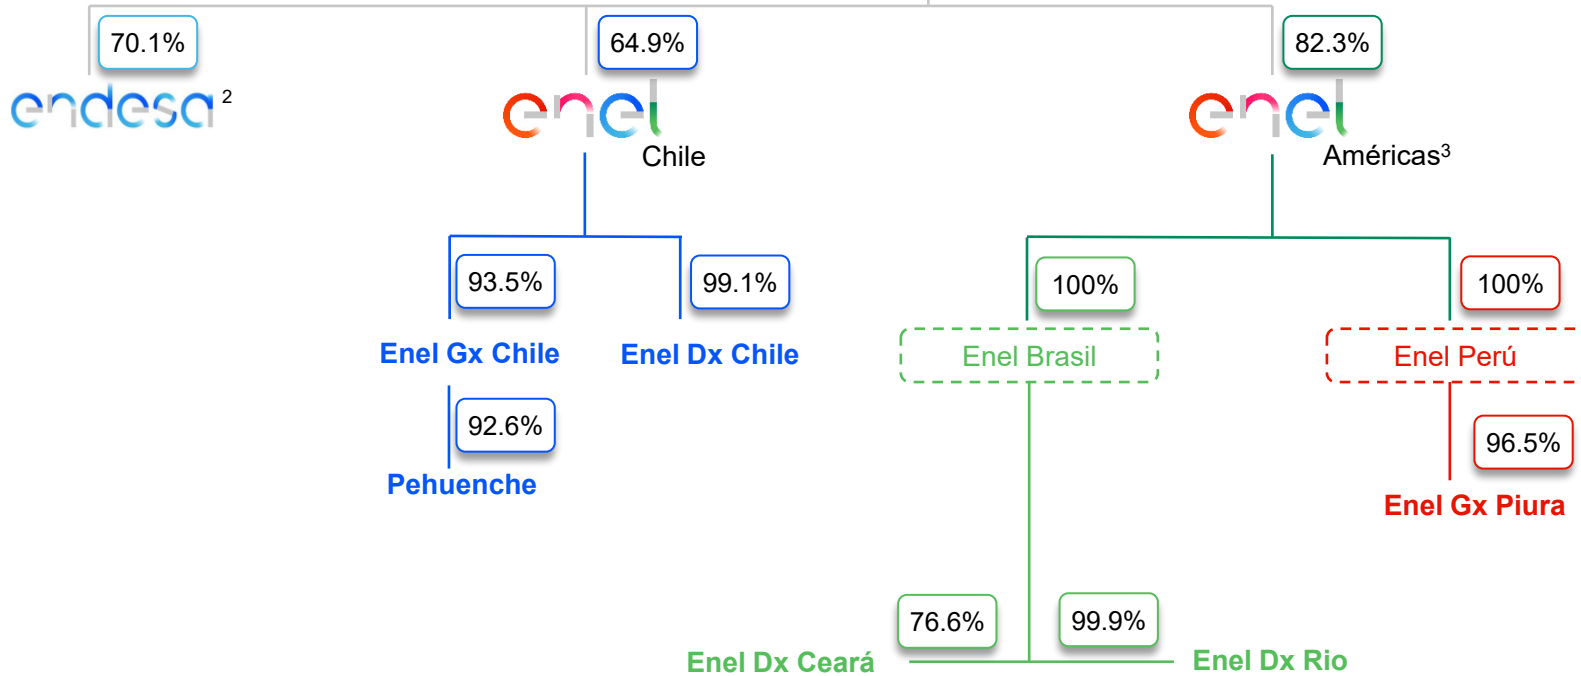 70.1%
64.9%
82.3%
endesa 2
enel
Chile
enel
Américas3
93.5%
99.1%
100%
100%
Enel Gx Chile
Enel Dx Chile
Enel Brasil
Enel Perú
92.6%
96.5%
Pehuenche
Enel Gx Piura
76.6%
99.9%
Enel Dx Ceará
Enel Dx Rio